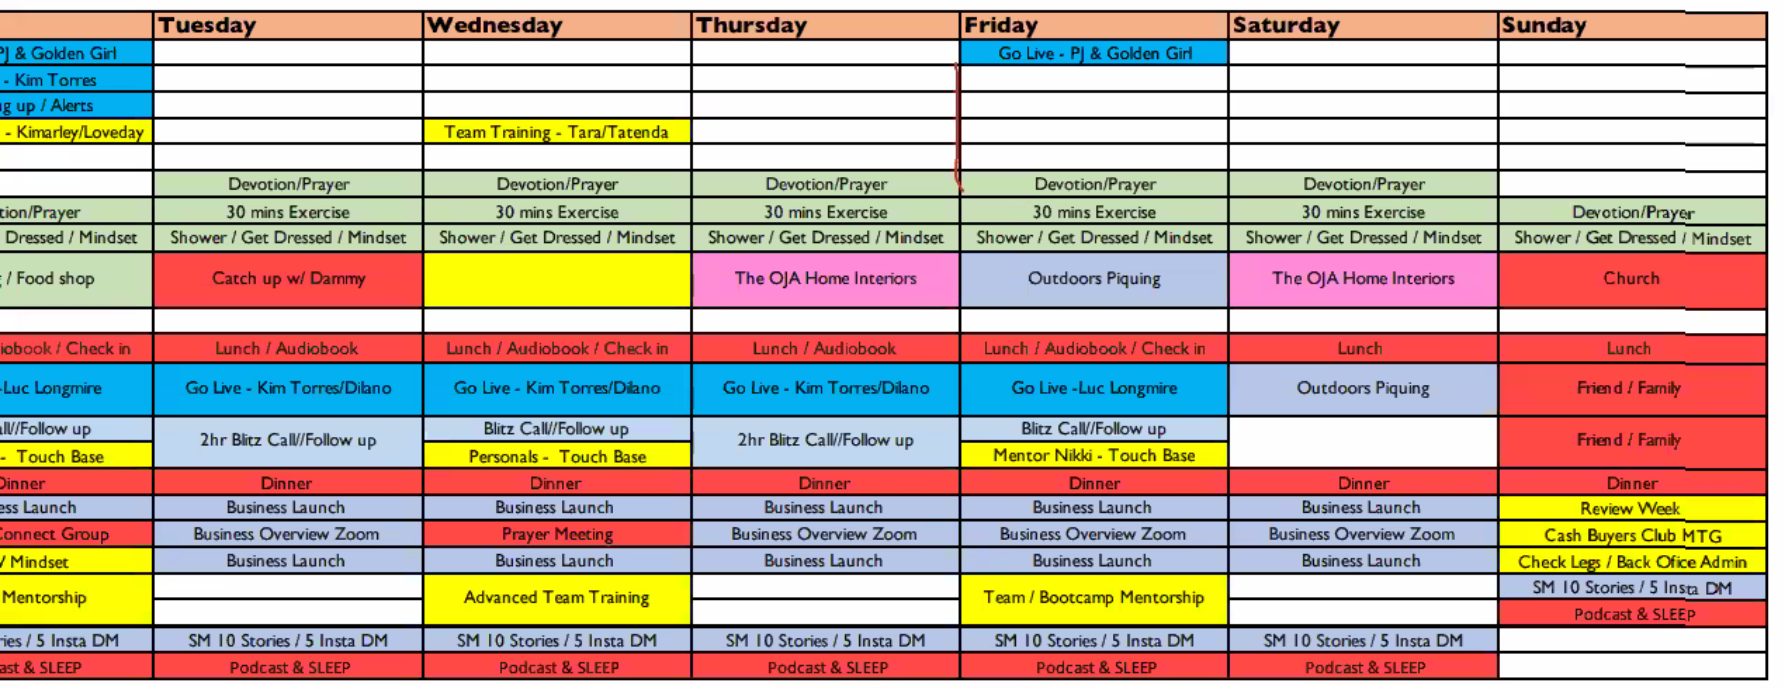 Tuesday Wednesday Thursday Friday Saturday Sunday
PJ & Golden Girl Go Live - PJ & Golden Girl
- Kim Torres
ng up / Alerts
- Kimarley/Loveday Team Training - Tara/Tatenda
Devotion/Prayer Devotion/Prayer Devotion/Prayer Devotion/Prayer Devotion/Prayer
tion/Prayer 30 mins Exercise 30 mins Exercise 30 mins Exercise 30 mins Exercise 30 mins Exercise Devotion/Prayer
Dressed / Mindset Shower / Get Dressed / Mindset Shower / Get Dressed / Mindset Shower / Get Dressed / Mindset Shower / Get Dressed / Mindset Shower / Get Dressed / Mindset Shower / Get Dressed / Mindset
/ Food shop Catch up w/ Dammy The OJA Home Interiors Outdoors Piquing The OJA Home Interiors Church
iobook / Check in Lunch / Audiobook Lunch / Audiobook / Check in Lunch / Audiobook Lunch / Audiobook / Check in Lunch Lunch
-Luc Longmire Go Live - Kim Torres/Dilano Go Live - Kim Torres/Dilano Go Live - Kim Torres/Dilano Go Live -Luc Longmire Outdoors Piquing Friend / Family
all//Follow up 2hr Blitz Call//Follow up Blitz Call//Follow up 2hr Blitz Call//Follow up Blitz Call//Follow up Friend / Family
- Touch Base Personals - Touch Base Mentor Nikki - Touch Base
Dinner Dinner Dinner Dinner Dinner Dinner Dinner
ess Launch Business Launch Business Launch Business Launch Business Launch Business Launch Review Week
Connect Group Business Overview Zoom Prayer Meeting Business Overview Zoom Business Overview Zoom Business Overview Zoom Cash Buyers Club MTG
/ Mindset Business Launch Business Launch Business Launch Business Launch Business Launch Check Legs / Back Ofice Admin
Mentorship Advanced Team Training Team / Bootcamp Mentorship SM 10 Stories / 5 Insta DM
Podcast & SLEEP
ries / 5 Insta DM SM 10 Stories / 5 Insta DM SM 10 Stories / 5 Insta DM SM 10 Stories / 5 Insta DM SM 10 Stories / 5 Insta DM SM 10 Stories / 5 Insta DM
ast & SLEEP Podcast & SLEEP Podcast & SLEEP Podcast & SLEEP Podcast & SLEEP Podcast & SLEEP